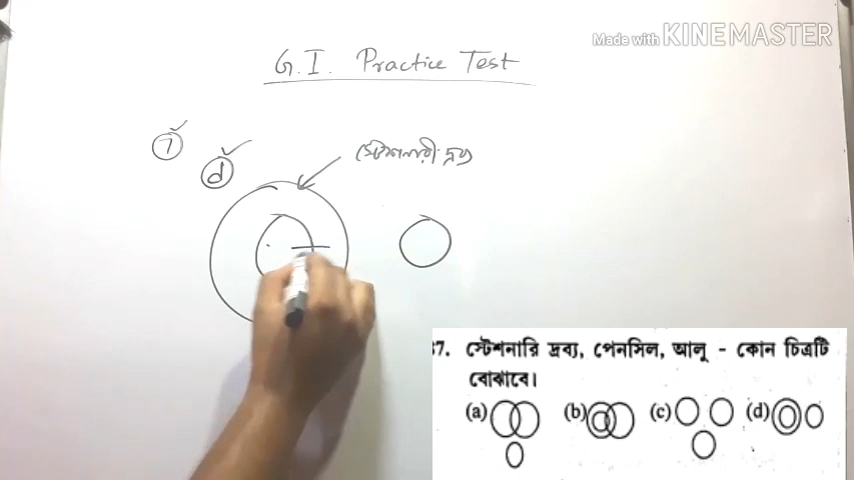 Made with KINEMASTER
G.I. Practice Test
7
d
স্টেশনারী দ্রব্য
37. স্টেশনারি দ্রব্য, পেনসিল, আলু - কোন চিত্রটি
বোঝাবে।
(a) (b) (c) (d)